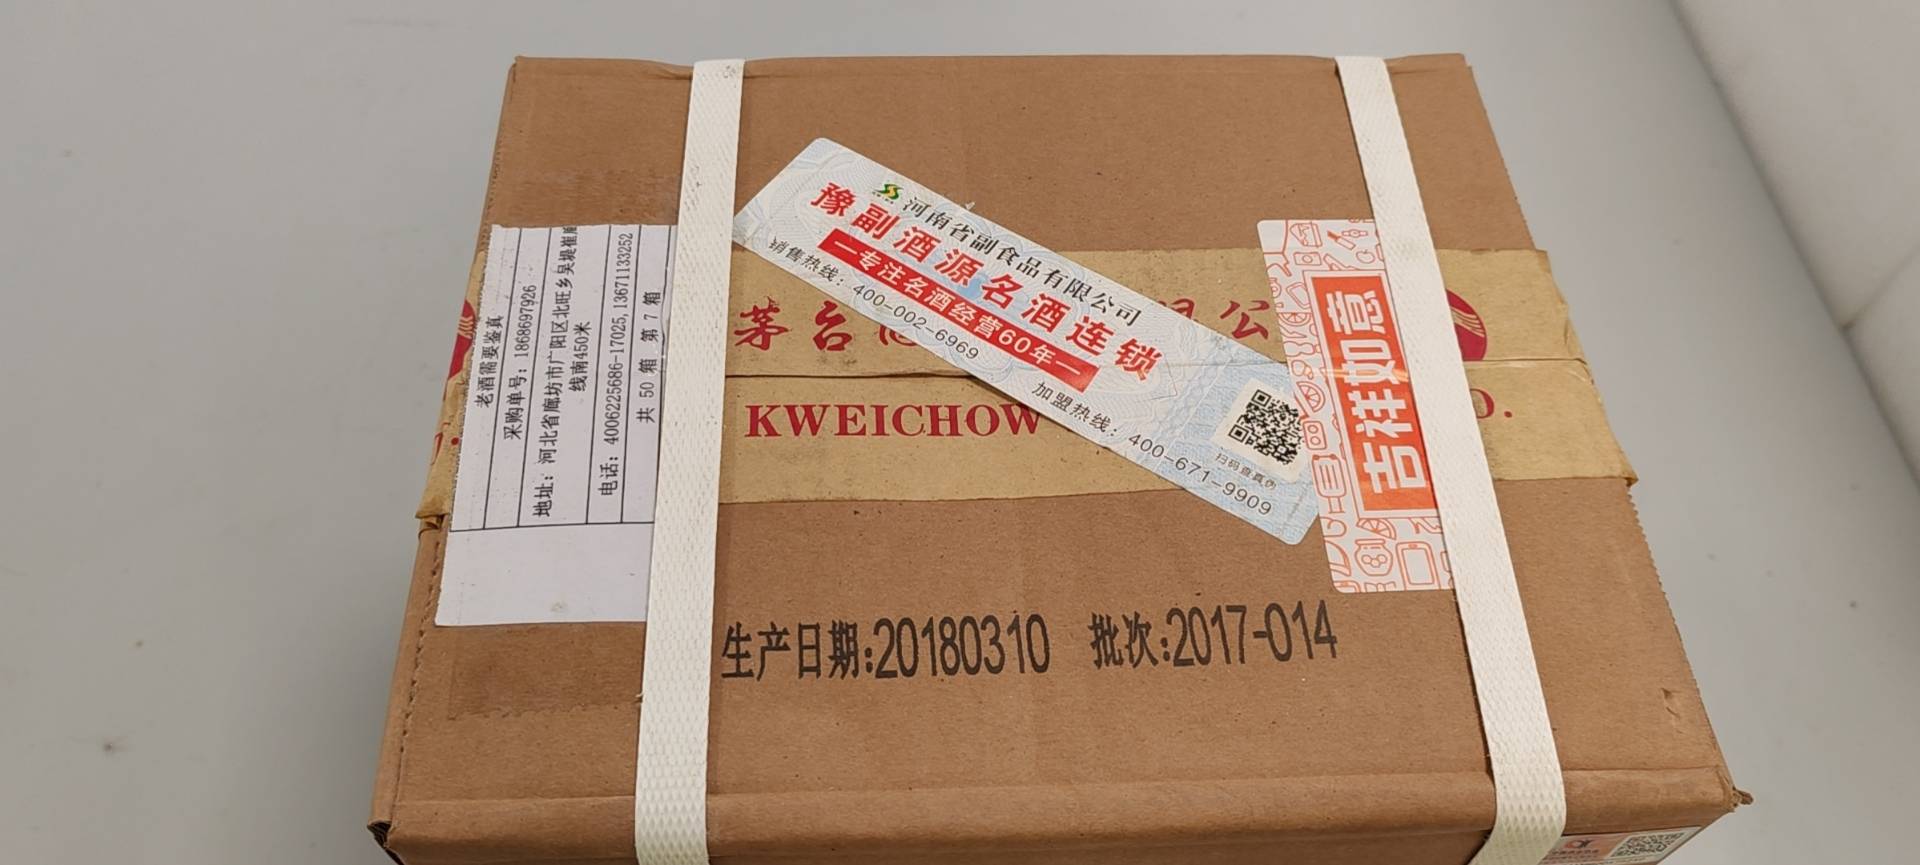 老酒需要鉴真
采购单号：18686979​26
地址：河北省廊坊市广阳区北旺乡吴堤崔廊
线南450米
电话：4006225686-17025,13671133252
共 50 箱 第 7 箱
河南省副食品有限公司
豫副酒源名酒连锁
专注名酒经营60年
销售热线：400-002-6969
加盟热线：400-671-9909
扫码查真伪
吉祥如意
茅台
公
KWEICHOW
O.
生产日期:20180310 批次:2017-014